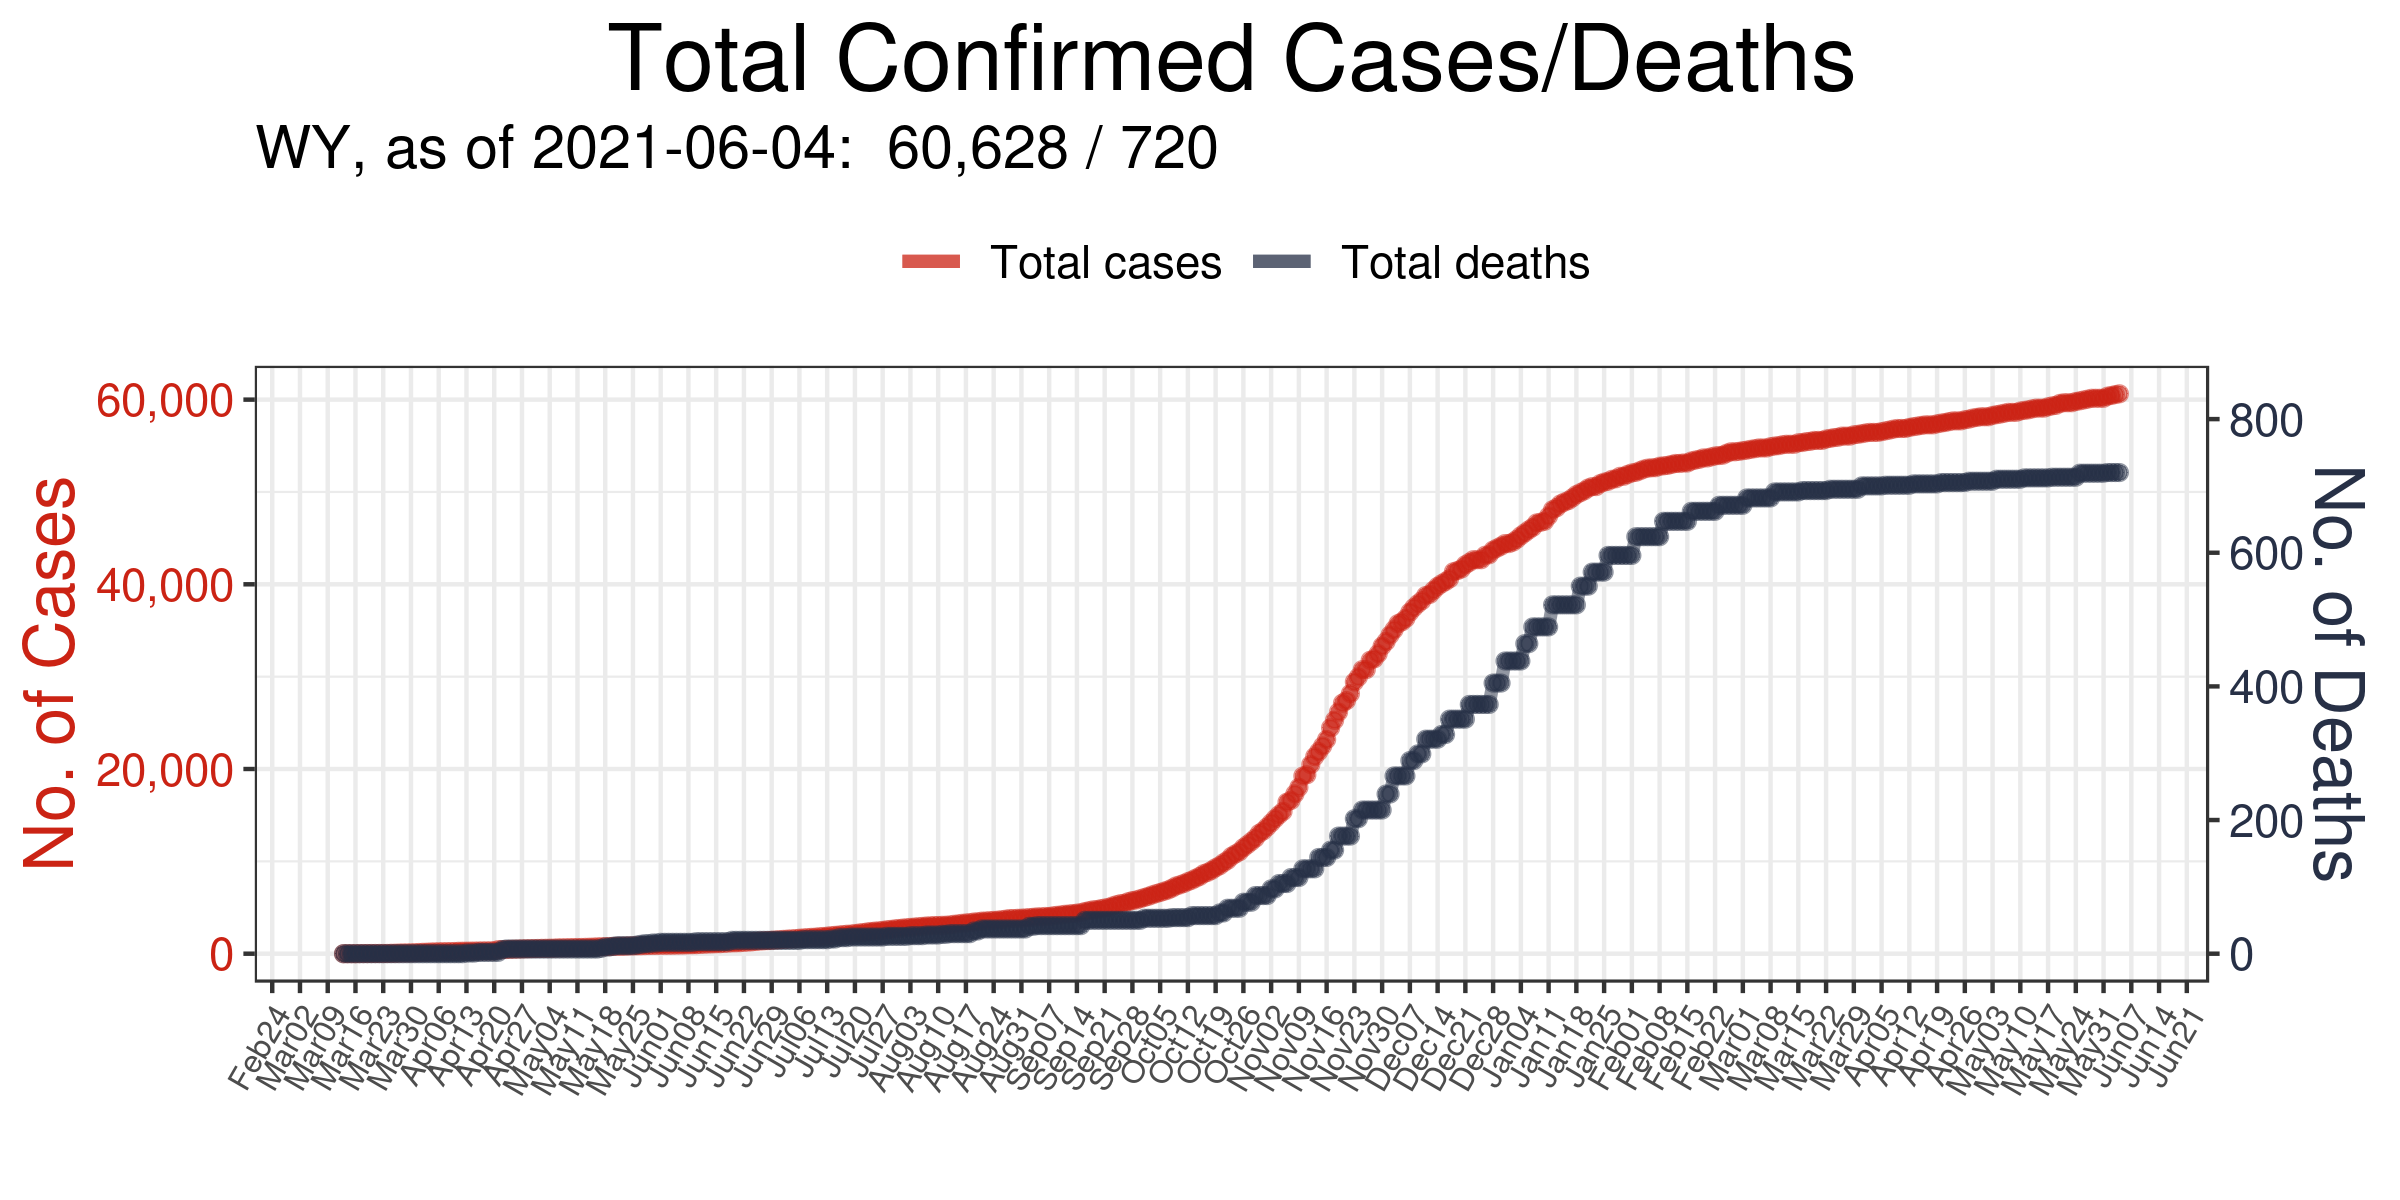 Total Confirmed Cases/Deaths
WY, as of 2021-06-04:  60,628 / 720
Total cases
Total deaths
No. of Cases
60,000
40,000
20,000
0
800
600
400
200
0
No. of Deaths
Feb24
Mar02
Mar09
Mar16
Mar23
Mar30
Apr06
Apr13
Apr20
Apr27
May04
May11
May18
May25
Jun01
Jun08
Jun15
Jun22
Jun29
Jul06
Jul13
Jul20
Jul27
Aug03
Aug10
Aug17
Aug24
Aug31
Sep07
Sep14
Sep21
Sep28
Oct05
Oct12
Oct19
Oct26
Nov02
Nov09
Nov16
Nov23
Nov30
Dec07
Dec14
Dec21
Dec28
Jan04
Jan11
Jan18
Jan25
Feb01
Feb08
Feb15
Feb22
Mar01
Mar08
Mar15
Mar22
Mar29
Apr05
Apr12
Apr19
Apr26
May03
May10
May17
May24
May31
Jun07
Jun14
Jun21